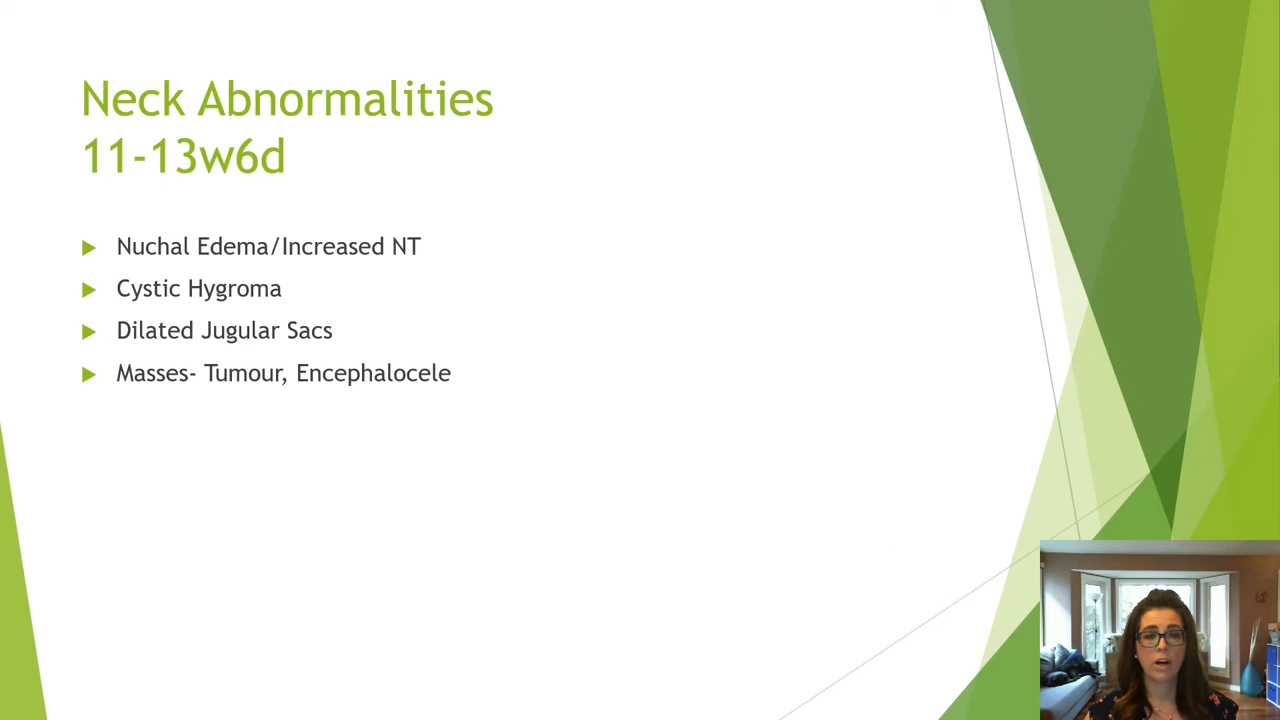 Neck Abnormalities
11-13w6d
Nuchal Edema/Increased NT
Cystic Hygroma
Dilated Jugular Sacs
Masses- Tumour, Encephalocele